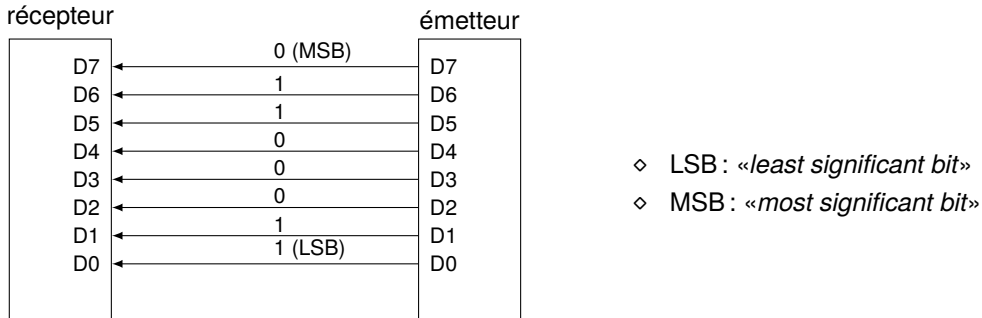 récepteur
émetteur
D7 0 (MSB) D7
D6 1 D6
D5 1 D5
D4 0 D4
D3 0 D3
D2 0 D2
D1 1 D1
D0 1 (LSB) D0
⋄ LSB : «least significant bit»
⋄ MSB : «most significant bit»